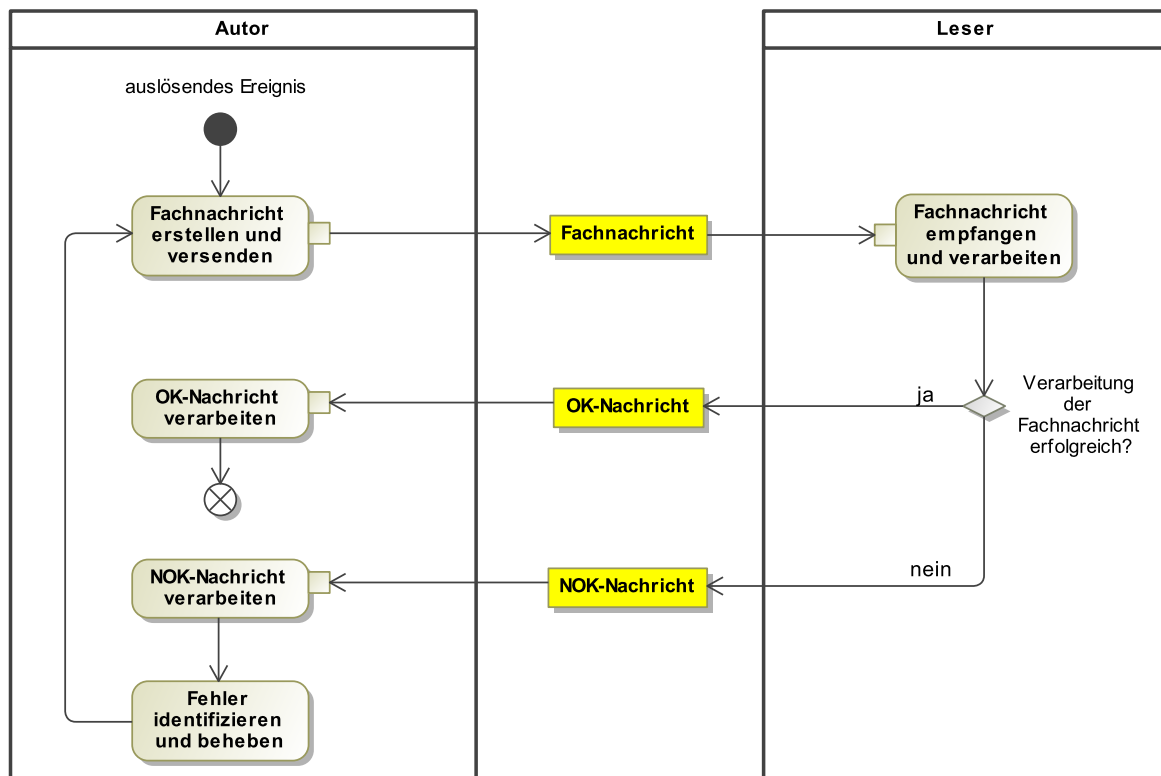 Autor
Leser
auslösendes Ereignis
Fachnachricht
erstellen und
versenden
Fachnachricht
Fachnachricht
empfangen
und verarbeiten
OK-Nachricht
verarbeiten
OK-Nachricht
ja
Verarbeitung
der
Fachnachricht
erfolgreich?
NOK-Nachricht
verarbeiten
NOK-Nachricht
nein
Fehler
identifizieren
und beheben